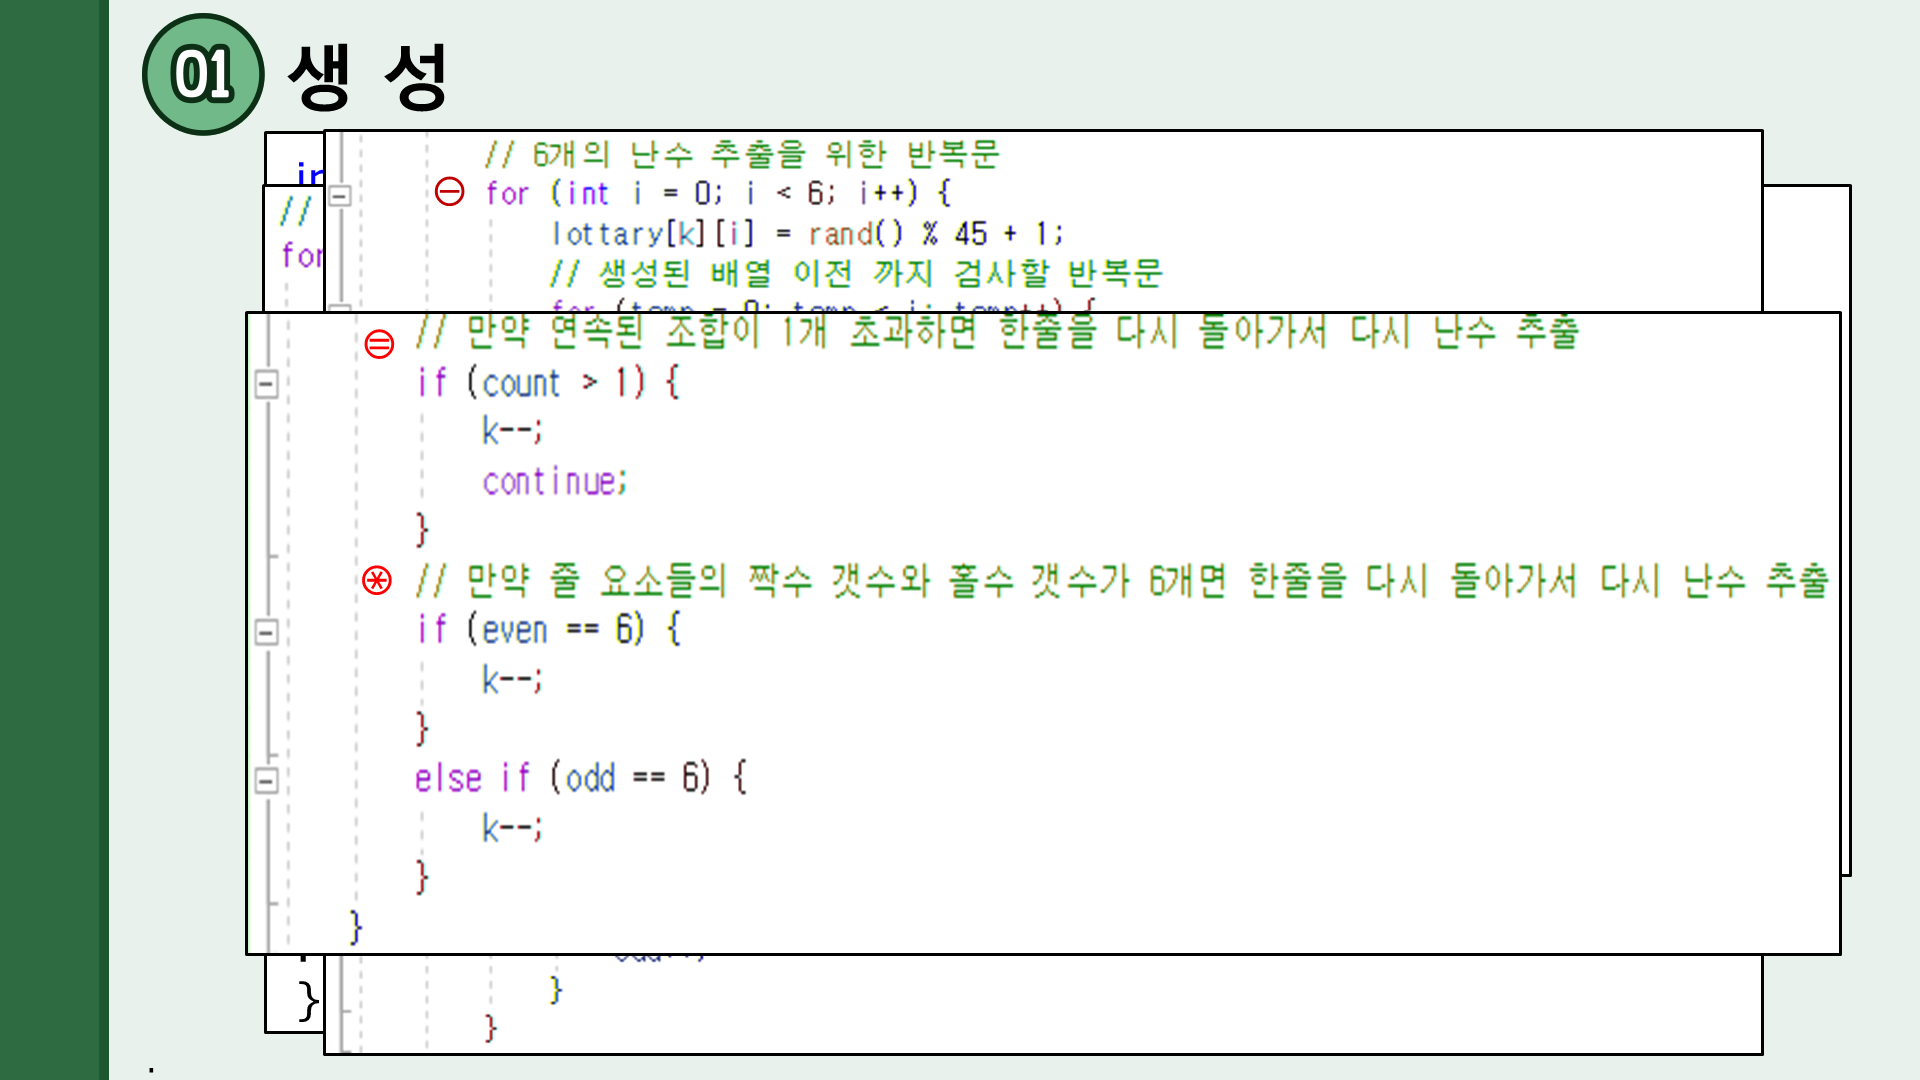 01 생 성
in
//
for
// 6개의 난수 추출을 위한 반복문
for (int i = 0; i < 6; i++) {
lottary[k][i] = rand() % 45 + 1;
// 생성된 배열 이전 까지 검사할 반복문
for (temp = 0; temp < i; temp++) {
// 만약 연속된 조합이 1개 초과하면 한줄을 다시 돌아가서 다시 난수 추출
if (count > 1) {
k--;
continue;
}
// 만약 줄 요소들의 짝수 갯수와 홀수 갯수가 6개면 한줄을 다시 돌아가서 다시 난수 추출
if (even == 6) {
k--;
}
else if (odd == 6) {
k--;
}
}
}
}
}
.